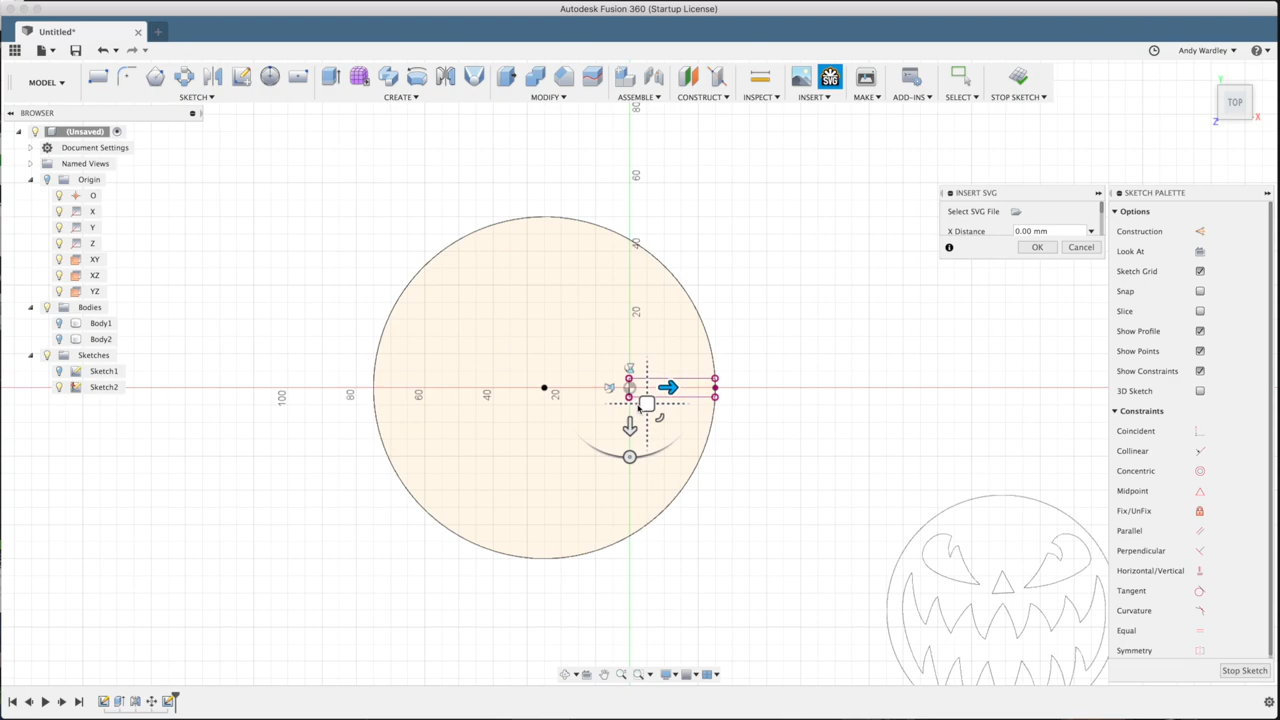 Autodesk Fusion 360 (Startup License)
Untitled*
Andy Wardley
MODEL
SKETCH
CREATE
MODIFY
ASSEMBLE
CONSTRUCT
INSPECT
SVG
INSERT
MAKE
ADD-INS
SELECT
STOP SKETCH
Y
TOP
X
Z
BROWSER
(Unsaved)
Document Settings
Named Views
Origin
O
X
Y
Z
XY
XZ
YZ
Bodies
Body1
Body2
Sketches
Sketch1
Sketch2
80
60
40
20
100
80
60
40
20
INSERT SVG
Select SVG File
X Distance 0.00 mm
OK Cancel
SKETCH PALETTE
Options
Construction
Look At
Sketch Grid
Snap
Slice
Show Profile
Show Points
Show Constraints
3D Sketch
Constraints
Coincident
Collinear
Concentric
Midpoint
Fix/UnFix
Parallel
Perpendicular
Horizontal/Vertical
Tangent
Curvature
Equal
Symmetry
Stop Sketch